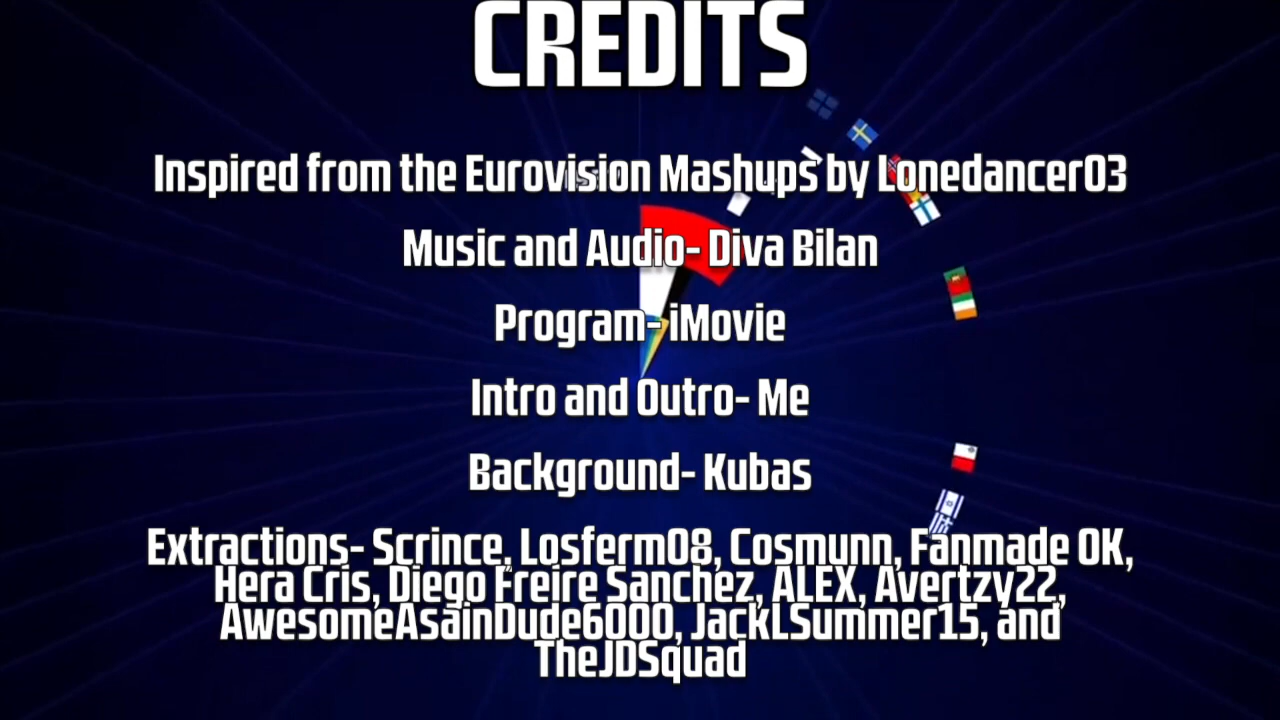 CREDITS
Inspired from the Eurovision Mashups by Lonedancer03
Music and Audio- Diva Bilan
Program- iMovie
Intro and Outro- Me
Background- Kubas
Extractions- Scrince, Losferm08, Cosmunn, Fanmade OK,
Hera Cris, Diego Freire Sanchez, ALEX, Avertzy22,
AwesomeAsainDude6000, JackLSummer15, and
TheJDSquad